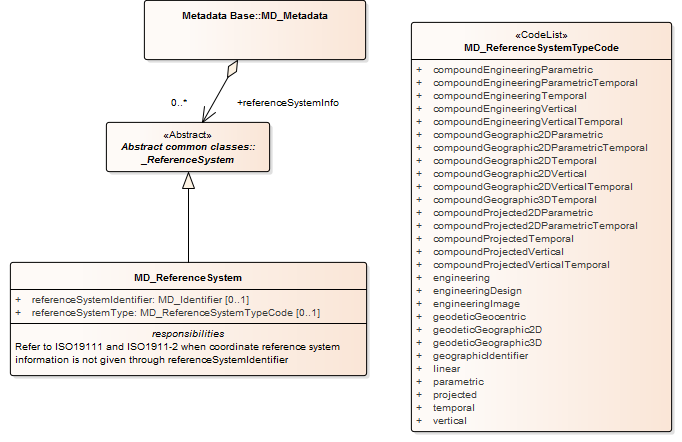 Metadata Base::MD_Metadata
0..*
+referenceSystemInfo
«Abstract»
Abstract common classes::
_ReferenceSystem
MD_ReferenceSystem
+ referenceSystemIdentifier: MD_Identifier [0..1]
+ referenceSystemType: MD_ReferenceSystemTypeCode [0..1]
responsibilities
Refer to ISO19111 and ISO1911-2 when coordinate reference system
information is not given through referenceSystemIdentifier
«CodeList»
MD_ReferenceSystemTypeCode
+ compoundEngineeringParametric
+ compoundEngineeringParametricTemporal
+ compoundEngineeringTemporal
+ compoundEngineeringVertical
+ compoundEngineeringVerticalTemporal
+ compoundGeographic2DParametric
+ compoundGeographic2DParametricTemporal
+ compoundGeographic2DTemporal
+ compoundGeographic2DVertical
+ compoundGeographic2DVerticalTemporal
+ compoundGeographic3DTemporal
+ compoundProjected2DParametric
+ compoundProjected2DParametricTemporal
+ compoundProjectedTemporal
+ compoundProjectedVertical
+ compoundProjectedVerticalTemporal
+ engineering
+ engineeringDesign
+ engineeringImage
+ geodeticGeocentric
+ geodeticGeographic2D
+ geodeticGeographic3D
+ geographicIdentifier
+ linear
+ parametric
+ projected
+ temporal
+ vertical